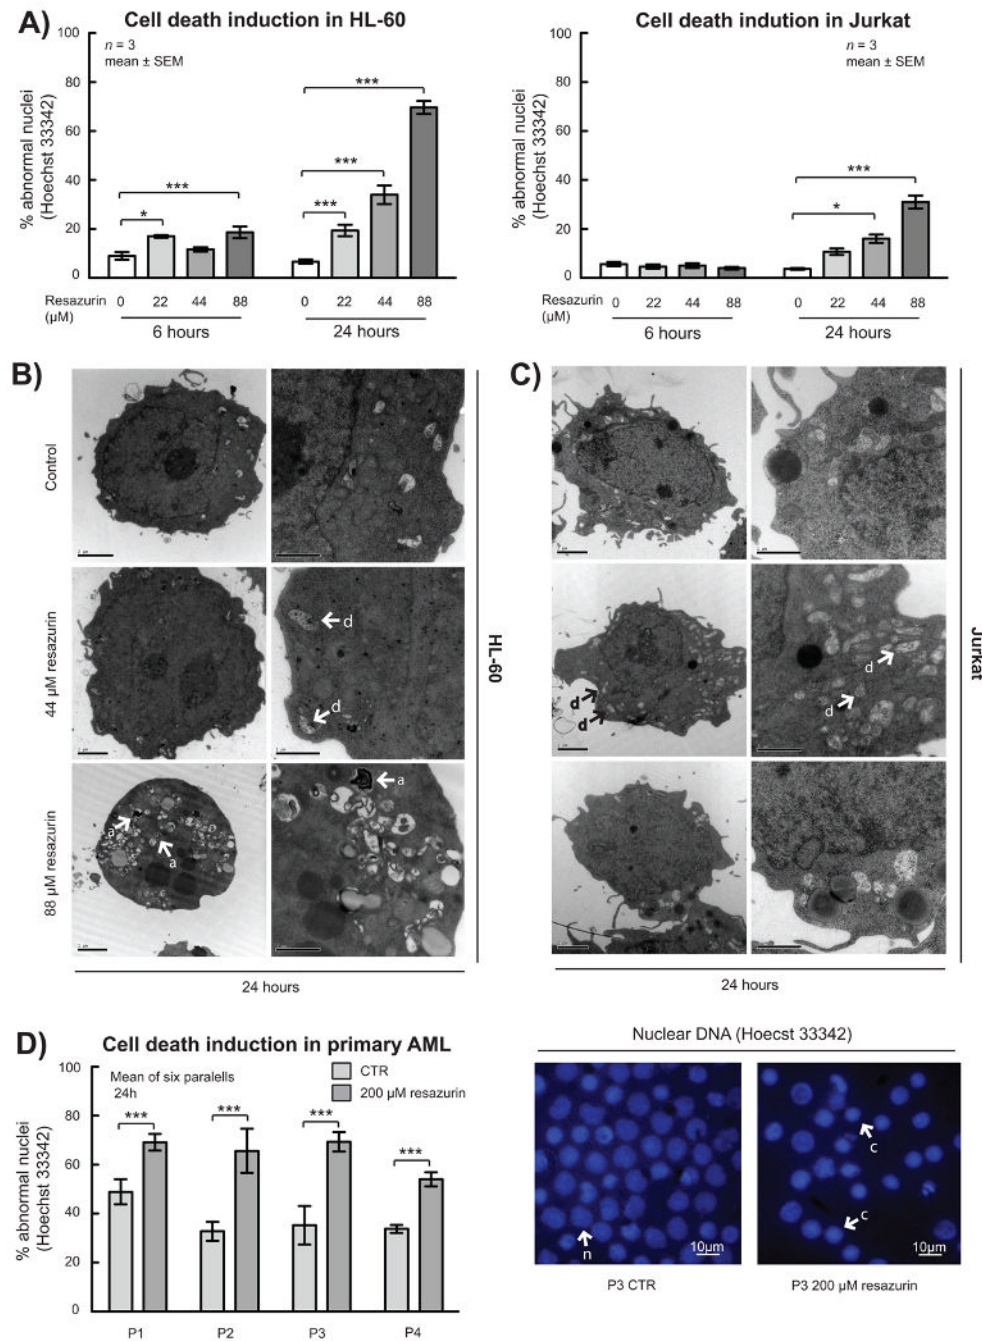 A)
Cell death induction in HL-60
100
80
60
40
20
0
% abnormal nuclei
(Hoechst 33342)
n = 3
mean ± SEM
***
***
***
***
***
*
Resazurin
(µM)
0 22 44 88
0 22 44 88
6 hours
24 hours
Cell death indution in Jurkat
100
80
60
40
20
0
% abnormal nuclei
(Hoechst 33342)
n = 3
mean ± SEM
***
*
Resazurin
(µM)
0 22 44 88
0 22 44 88
6 hours
24 hours
B)
Control
44 µM resazurin
d
d
88 µM resazurin
a
a
a
HL-60
24 hours
C)
d
d
d
d
Jurkat
24 hours
D)
Cell death induction in primary AML
100
80
60
40
20
0
% abnormal nuclei
(Hoechst 33342)
Mean of six paralells
24h
CTR
200 µM resazurin
***
***
***
***
P1 P2 P3 P4
Nuclear DNA (Hoecst 33342)
n
10µm
c
c
10µm
P3 CTR
P3 200 µM resazurin